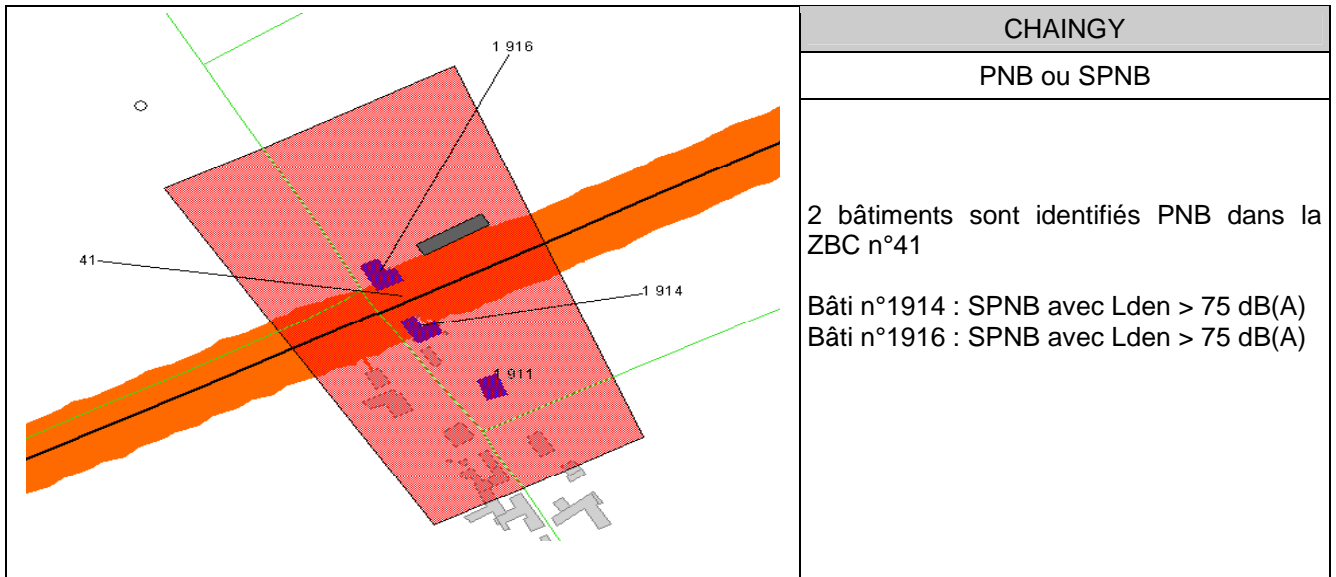 1 916
41
1 914
1 911
CHAINGY
PNB ou SPNB
2 bâtiments sont identifiés PNB dans la
ZBC n°41
Bâti n°1914 : SPNB avec Lden > 75 dB(A)
Bâti n°1916 : SPNB avec Lden > 75 dB(A)